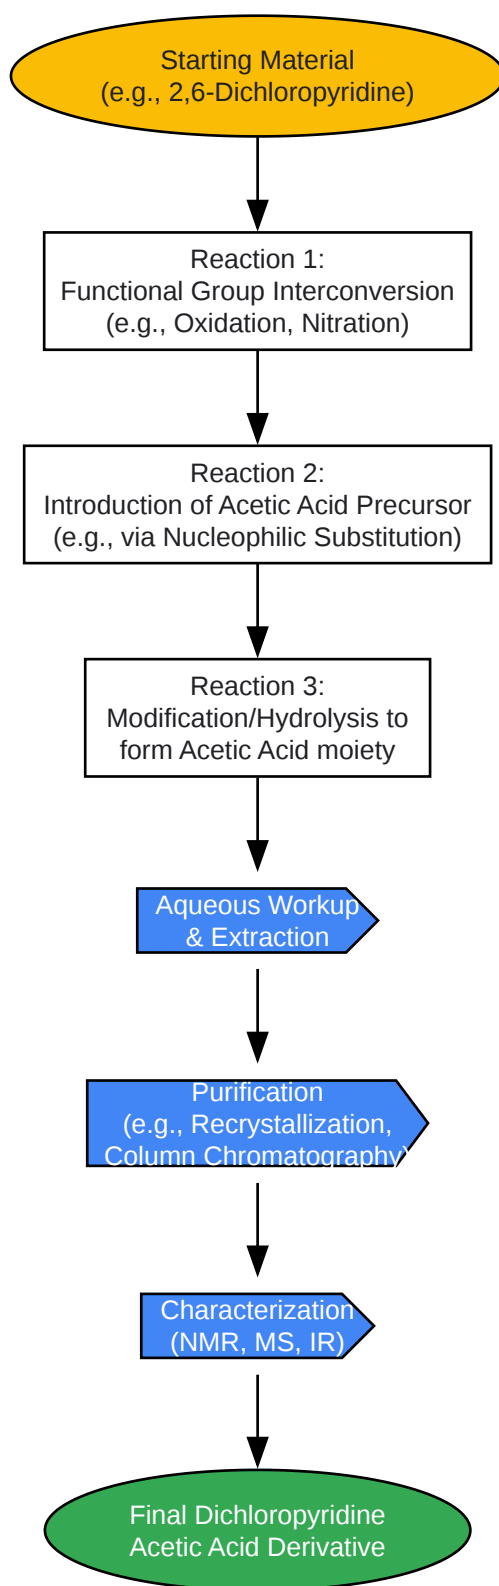 Starting Material
(e.g., 2,6-Dichloropyridine)
Reaction 1:
Functional Group Interconversion
(e.g., Oxidation, Nitration)
Reaction 2:
Introduction of Acetic Acid Precursor
(e.g., via Nucleophilic Substitution)
Reaction 3:
Modification/Hydrolysis to
form Acetic Acid moiety
Aqueous Workup
& Extraction
Purification
(e.g., Recrystallization,
Column Chromatography)
Characterization
(NMR, MS, IR)
Final Dichloropyridine
Acetic Acid Derivative